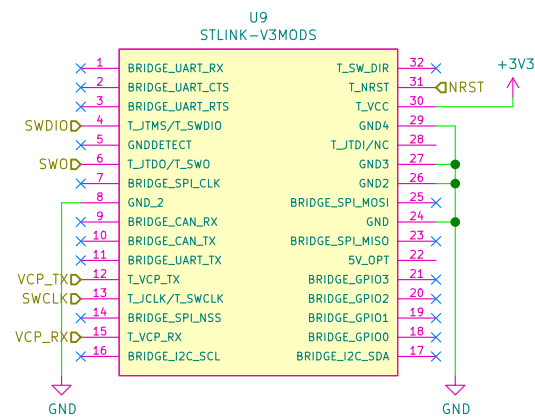 U9
STLINK-V3MODS
1 BRIDGE_UART_RX T_SW_DIR 32 +3V3
2 BRIDGE_UART_CTS T_NRST 31 NRST
3 BRIDGE_UART_RTS T_VCC 30
SWDIO 4 T_JTMS/T_SWDIO GND4 29
5 GNDDETECT T_JTDI/NC 28
SWO 6 T_JTDO/T_SWO GND3 27
7 BRIDGE_SPI_CLK GND2 26
8 GND_2 BRIDGE_SPI_MOSI 25
9 BRIDGE_CAN_RX GND 24
10 BRIDGE_CAN_TX BRIDGE_SPI_MISO 23
11 BRIDGE_UART_TX 5V_OPT 22
VCP_TX 12 T_VCP_TX BRIDGE_GPIO3 21
SWCLK 13 T_JCLK/T_SWCLK BRIDGE_GPIO2 20
14 BRIDGE_SPI_NSS BRIDGE_GPIO1 19
VCP_RX 15 T_VCP_RX BRIDGE_GPIO0 18
16 BRIDGE_I2C_SCL BRIDGE_I2C_SDA 17
GND GND